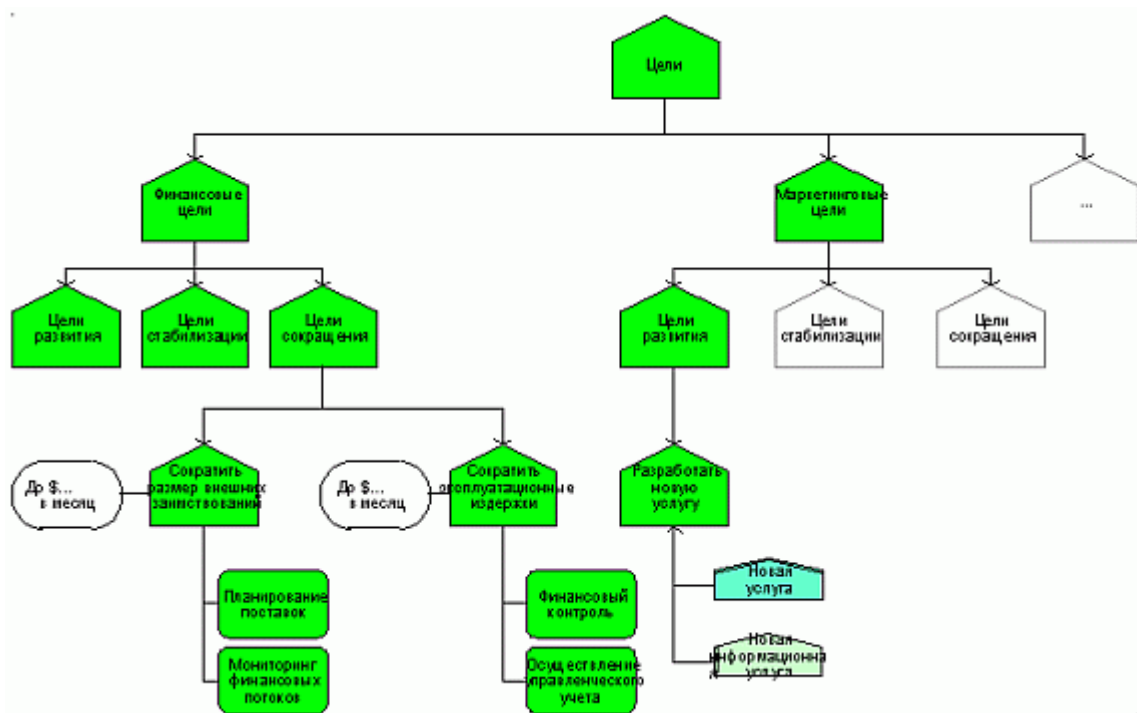 Цели
Финансовые
цели
Маркетинговые
цели
...
Цели
развития
Цели
стабилизации
Цели
сокращения
Цели
развития
Цели
стабилизации
Цели
сокращения
До $...
в месяц
Сократить
размер внешних
заимствований
До $...
в месяц
Сократить
эксплуатационные
издержки
Разработать
новую
услугу
Планирование
поставок
Финансовый
контроль
Новая
услуга
Мониторинг
финансовых
потоков
Осуществление
управленческого
учета
Новая
информационна
я
услуга